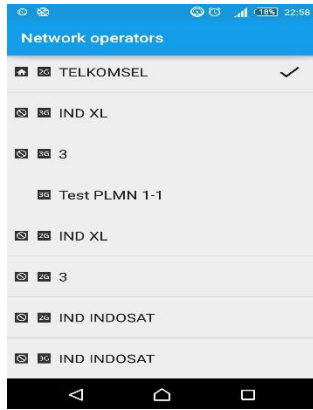 18% 22:58
Network operators
2G TELKOMSEL
3G IND XL
3G 3
3G Test PLMN 1-1
2G IND XL
2G 3
2G IND INDOSAT
3G IND INDOSAT